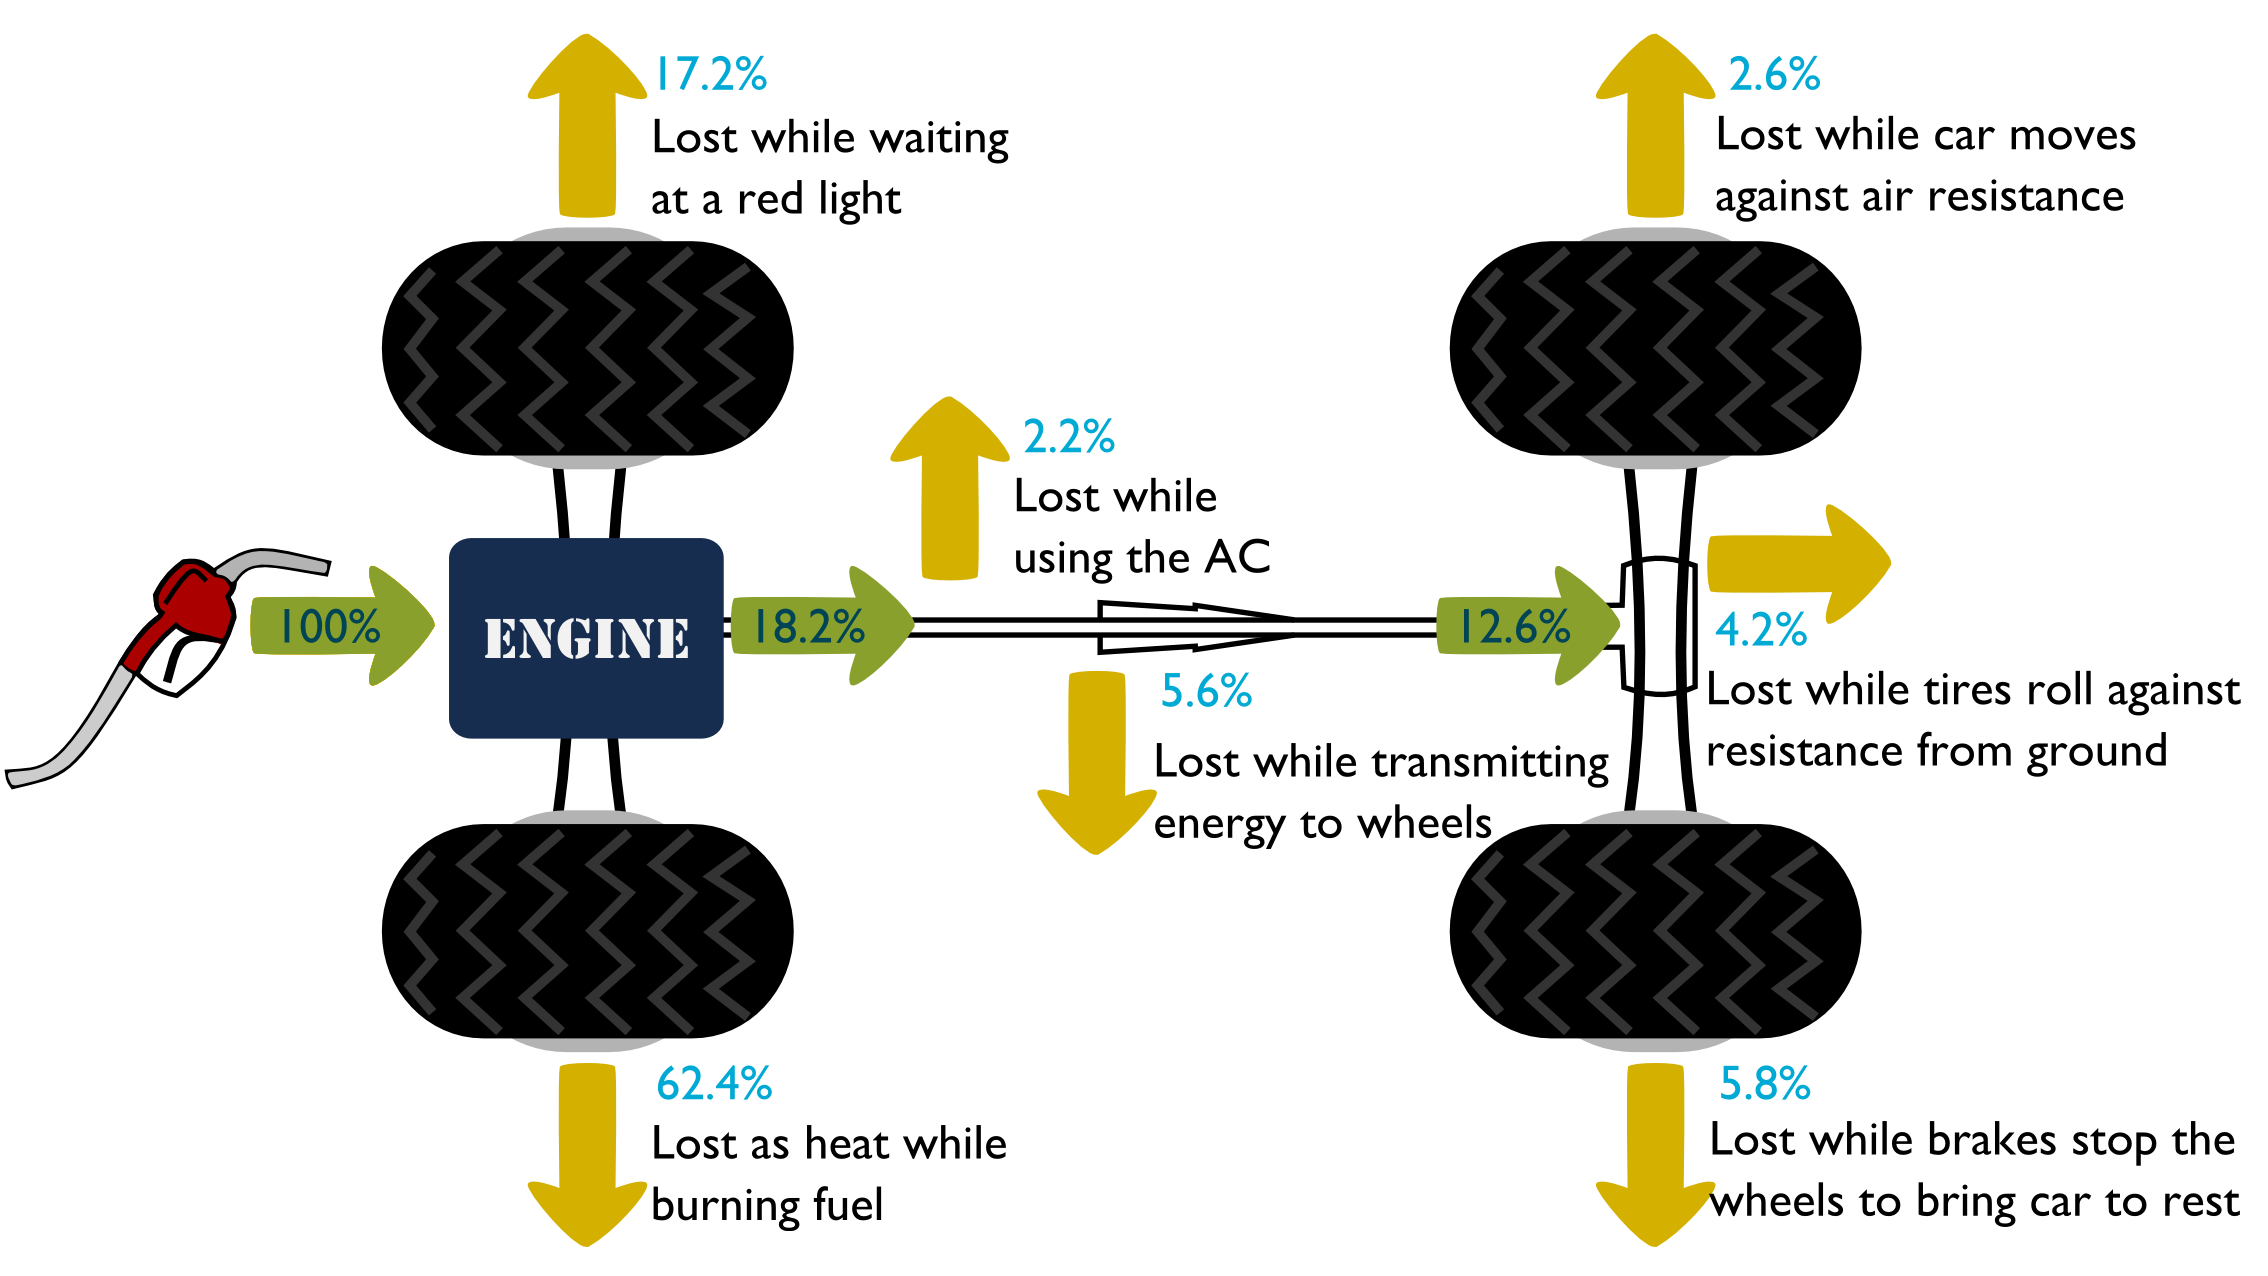 17.2%
Lost while waiting
at a red light
2.6%
Lost while car moves
against air resistance
2.2%
Lost while
using the AC
100%
ENGINE
18.2%
12.6%
4.2%
Lost while tires roll against
resistance from ground
5.6%
Lost while transmitting
energy to wheels
62.4%
Lost as heat while
burning fuel
5.8%
Lost while brakes stop the
wheels to bring car to rest